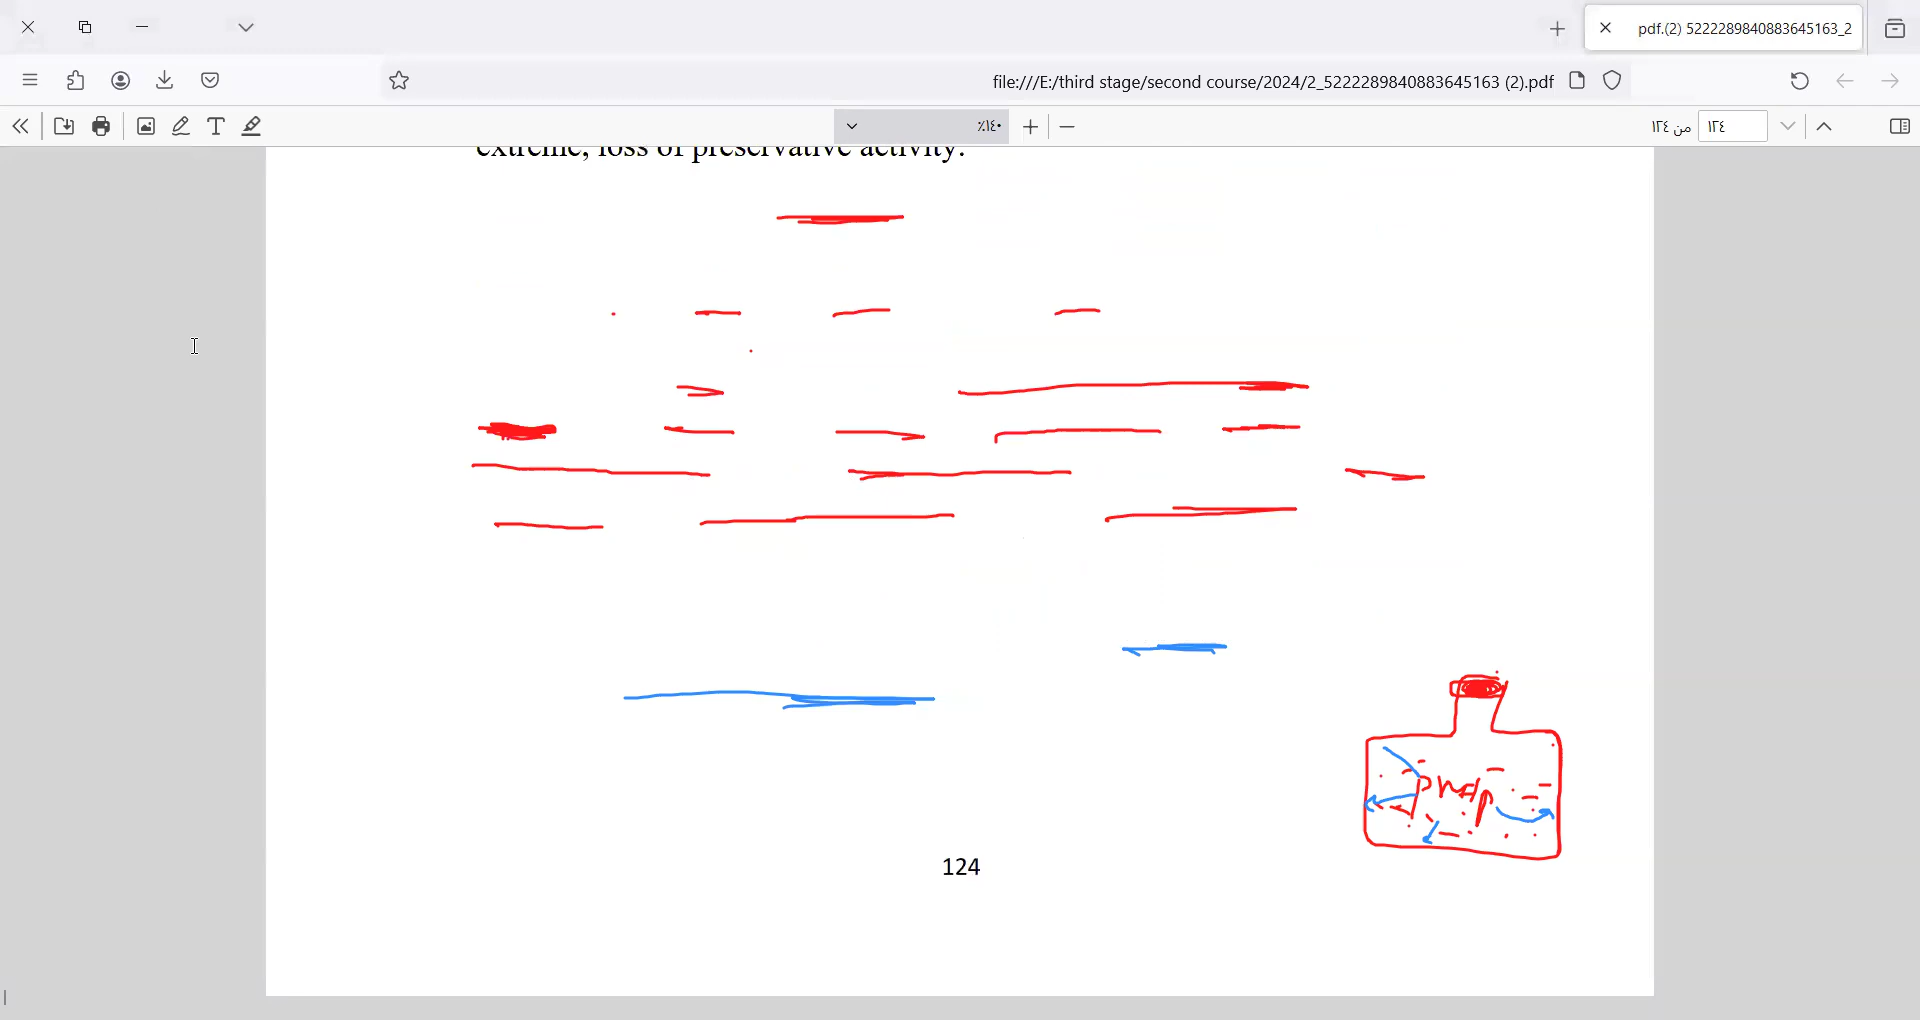 pdf.(2) 5222289840883645163_2
file:///E:/third stage/second course/2024/2_5222289840883645163 (2).pdf
٪١٤٠
١٢٤ من ١٢٤
extreme, loss of preservative activity.
124